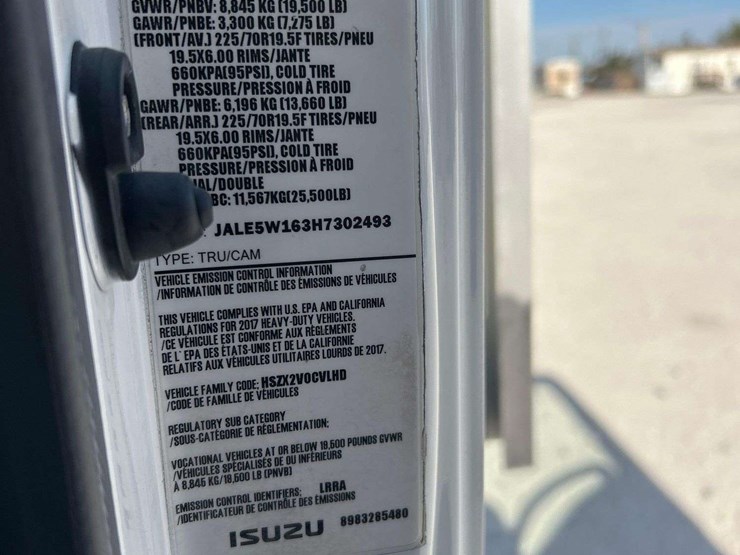 GVWR/PNBV: 8,845 KG (19,500 LB)
GAWR/PNBE: 3,300 KG (7,275 LB)
(FRONT/AV.) 225/70R19.5F TIRES/PNEU
19.5X6.00 RIMS/JANTE
660KPA(95PSI), COLD TIRE
PRESSURE/PRESSION À FROID
GAWR/PNBE: 6,196 KG (13,660 LB)
(REAR/ARR.) 225/70R19.5F TIRES/PNEU
19.5X6.00 RIMS/JANTE
660KPA(95PSI), COLD TIRE
PRESSURE/PRESSION À FROID
AL/DOUBLE
BC: 11,567KG(25,500LB)
: JALE5W163H7302493
TYPE: TRU/CAM
VEHICLE EMISSION CONTROL INFORMATION
/INFORMATION DE CONTRÔLE DES ÉMISSIONS DE VÉHICULES
THIS VEHICLE COMPLIES WITH U.S. EPA AND CALIFORNIA
REGULATIONS FOR 2017 HEAVY-DUTY VEHICLES.
/CE VÉHICULE EST CONFORME AUX RÈGLEMENTS
DE L' EPA DES ÉTATS-UNIS ET DE LA CALIFORNIE
RELATIFS AUX VÉHICULES UTILITAIRES LOURDS DE 2017.
VEHICLE FAMILY CODE: HSZX2VOCVLHD
/CODE DE FAMILLE DE VÉHICULES
REGULATORY SUB CATEGORY
/SOUS-CATÉGORIE DE RÉGLEMENTATION:
VOCATIONAL VEHICLES AT OR BELOW 19,500 POUNDS GVWR
/VÉHICULES SPÉCIALISÉS DE OU INFÉRIEURS
À 8,845 KG/19,500 LB (PNVB)
EMISSION CONTROL IDENTIFIERS: LRRA
/IDENTIFICATEUR DE CONTRÔLE DES ÉMISSIONS
ISUZU 8983285480